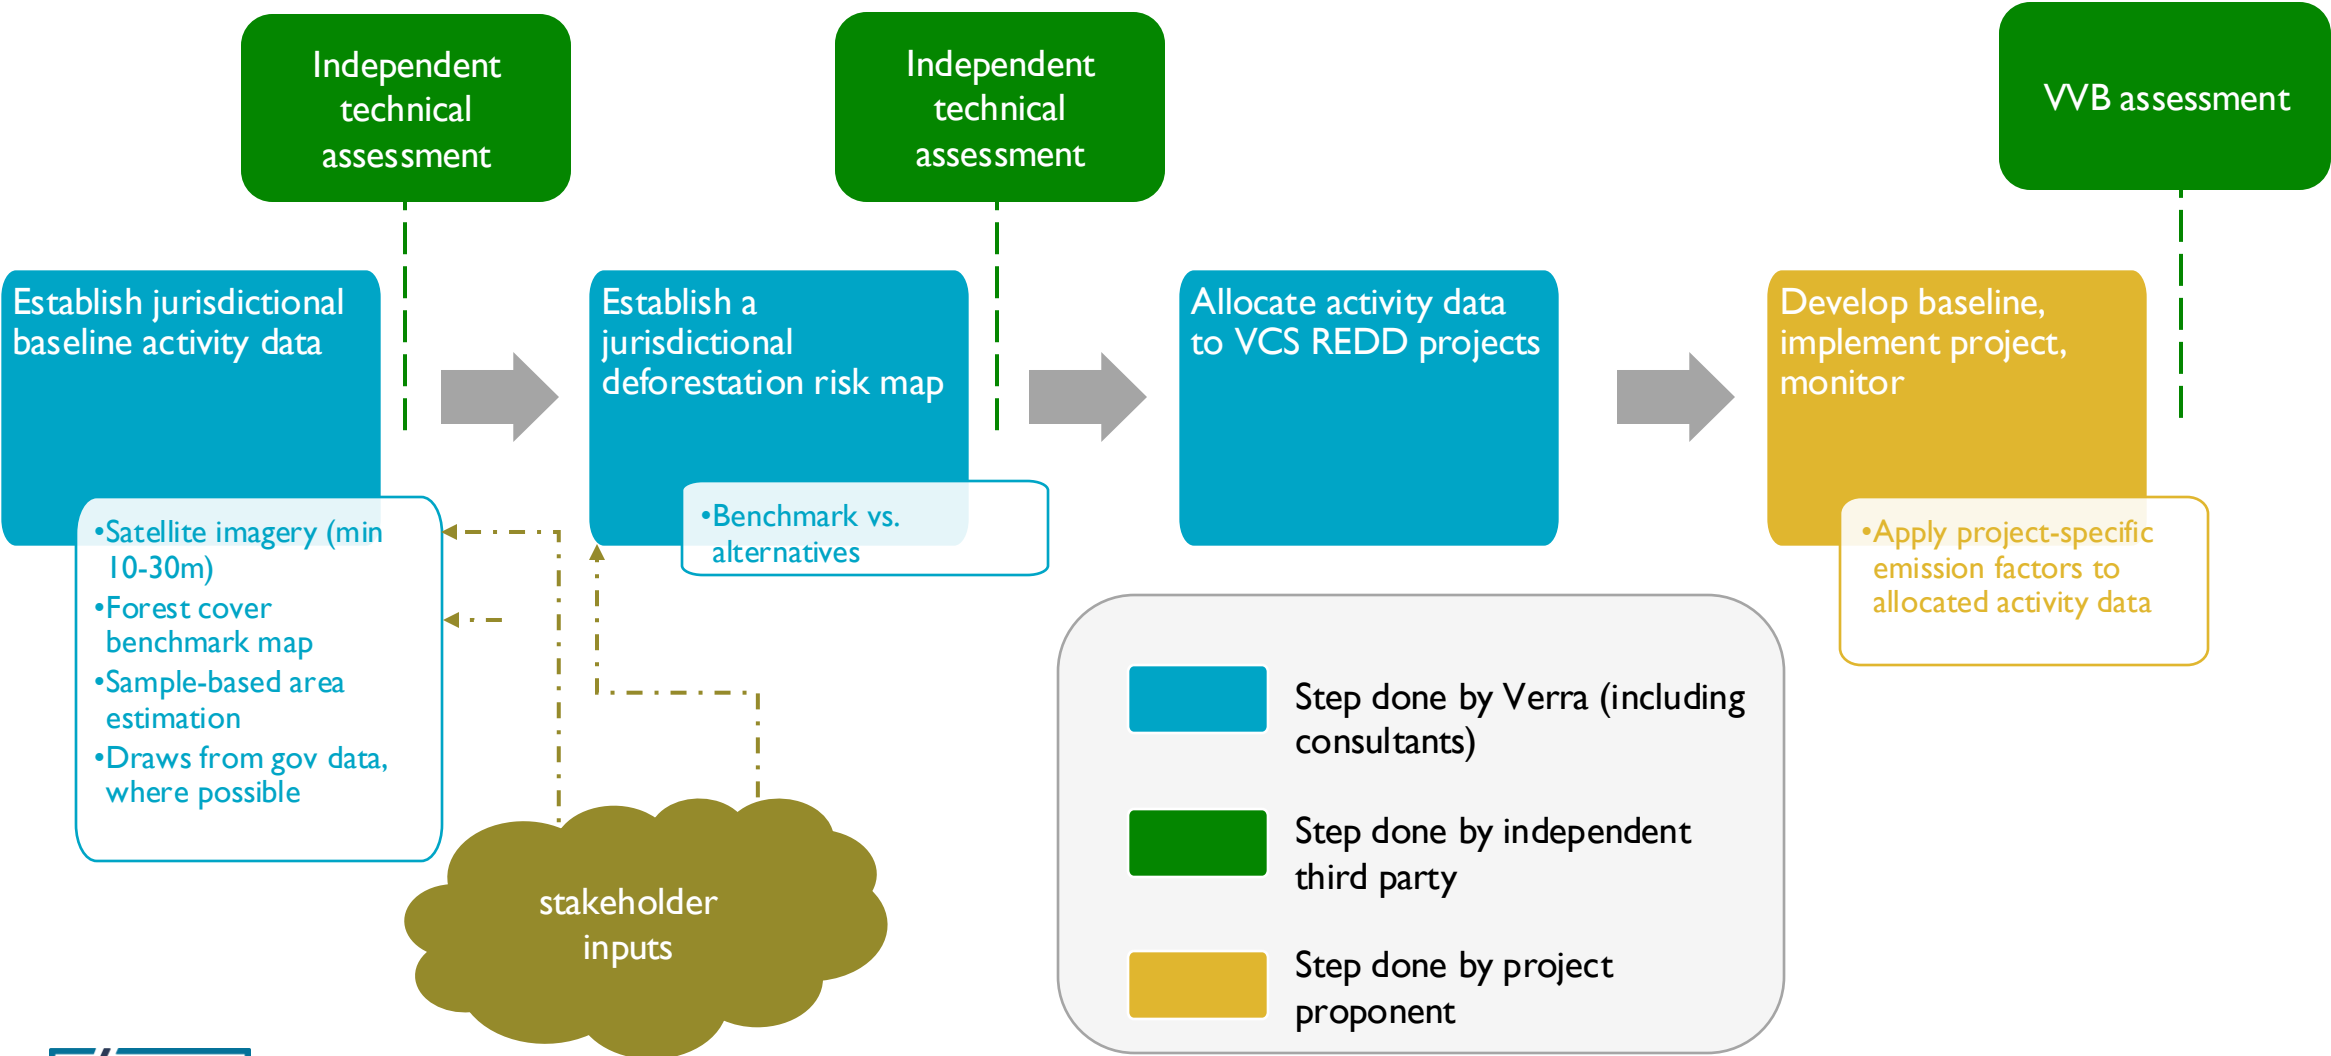 Independent
technical
assessment
Independent
technical
assessment
VVB assessment
Establish jurisdictional
baseline activity data
Establish a
jurisdictional
deforestation risk map
Allocate activity data
to VCS REDD projects
Develop baseline,
implement project,
monitor
•Satellite imagery (min
10-30m)
•Forest cover
benchmark map
•Sample-based area
estimation
•Draws from gov data,
where possible
•Benchmark vs.
alternatives
•Apply project-specific
emission factors to
allocated activity data
stakeholder
inputs
Step done by Verra (including
consultants)
Step done by independent
third party
Step done by project
proponent